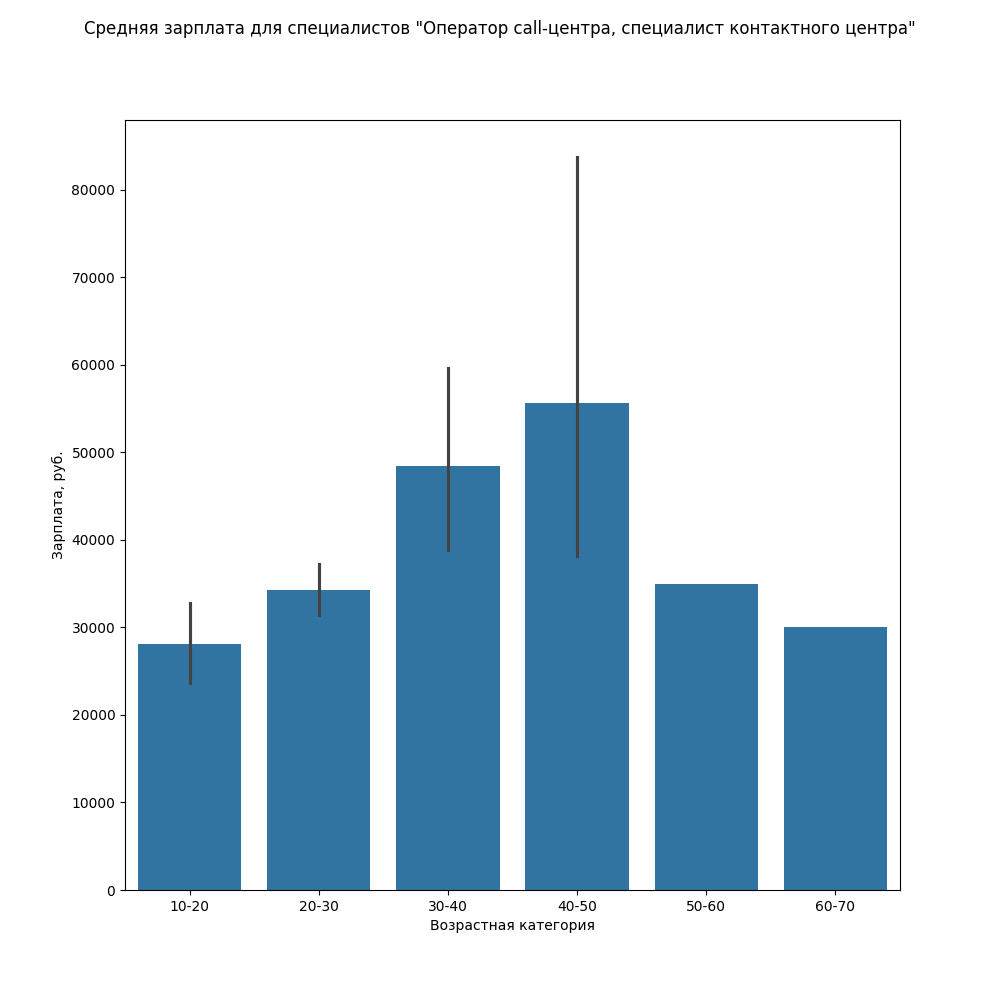 Средняя зарплата для специалистов "Оператор call-центра, специалист контактного центра"
80000
70000
60000
50000
40000
30000
20000
10000
0
Зарплата, руб.
10-20 20-30 30-40 40-50 50-60 60-70
Возрастная категория